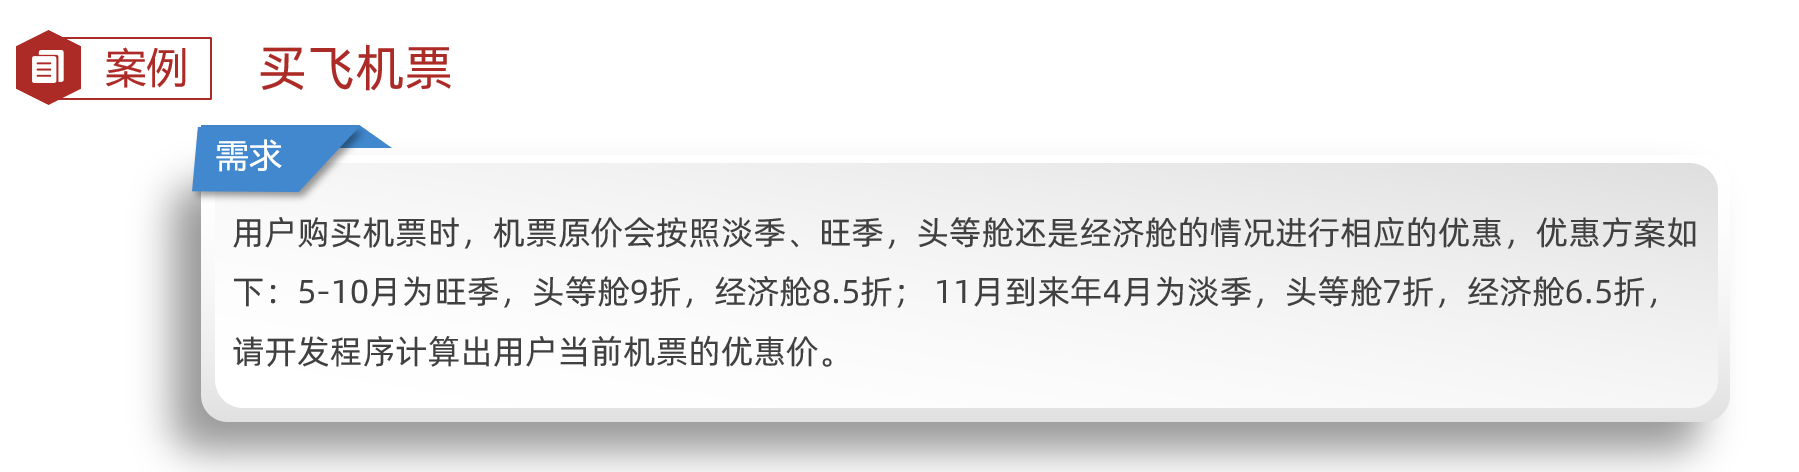 案例
买飞机票
需求
用户购买机票时，机票原价会按照淡季、旺季，头等舱还是经济舱的情况进行相应的优惠，优惠方案如
下：5-10月为旺季，头等舱9折，经济舱8.5折； 11月到来年4月为淡季，头等舱7折，经济舱6.5折，
请开发程序计算出用户当前机票的优惠价。